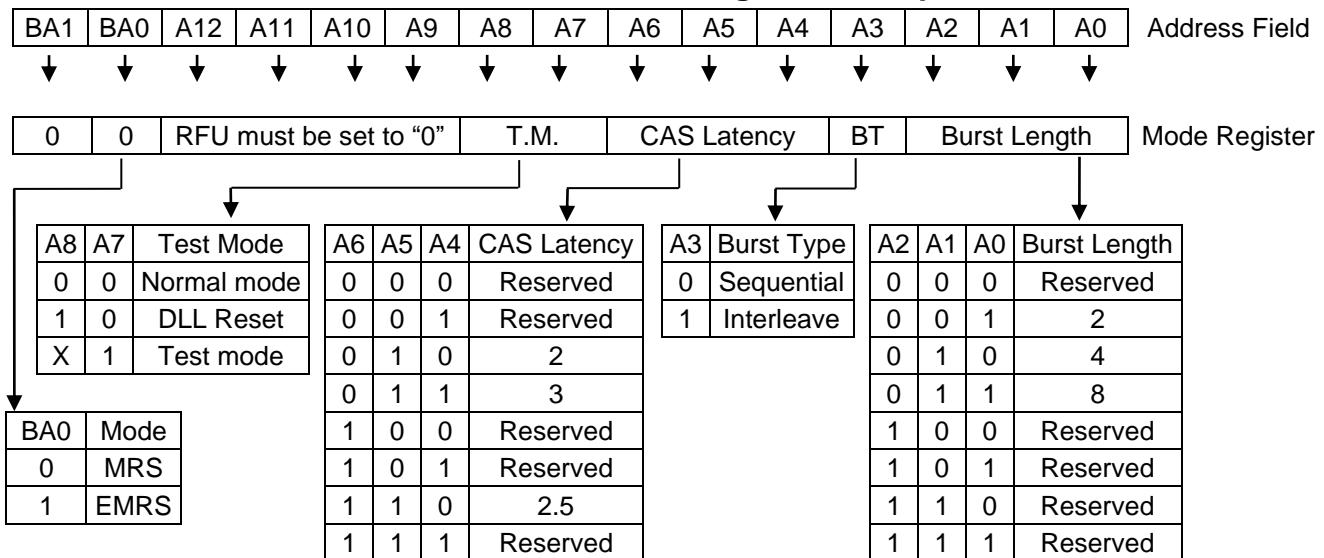 BA1 BA0 A12 A11 A10 A9 A8 A7 A6 A5 A4 A3 A2 A1 A0 Address Field
0 0 RFU must be set to “0” T.M. CAS Latency BT Burst Length Mode Register
A8 A7 Test Mode
0 0 Normal mode
1 0 DLL Reset
X 1 Test mode
BA0 Mode
0 MRS
1 EMRS
A6 A5 A4 CAS Latency
0 0 0 Reserved
0 0 1 Reserved
0 1 0 2
0 1 1 3
1 0 0 Reserved
1 0 1 Reserved
1 1 0 2.5
1 1 1 Reserved
A3 Burst Type
0 Sequential
1 Interleave
A2 A1 A0 Burst Length
0 0 0 Reserved
0 0 1 2
0 1 0 4
0 1 1 8
1 0 0 Reserved
1 0 1 Reserved
1 1 0 Reserved
1 1 1 Reserved